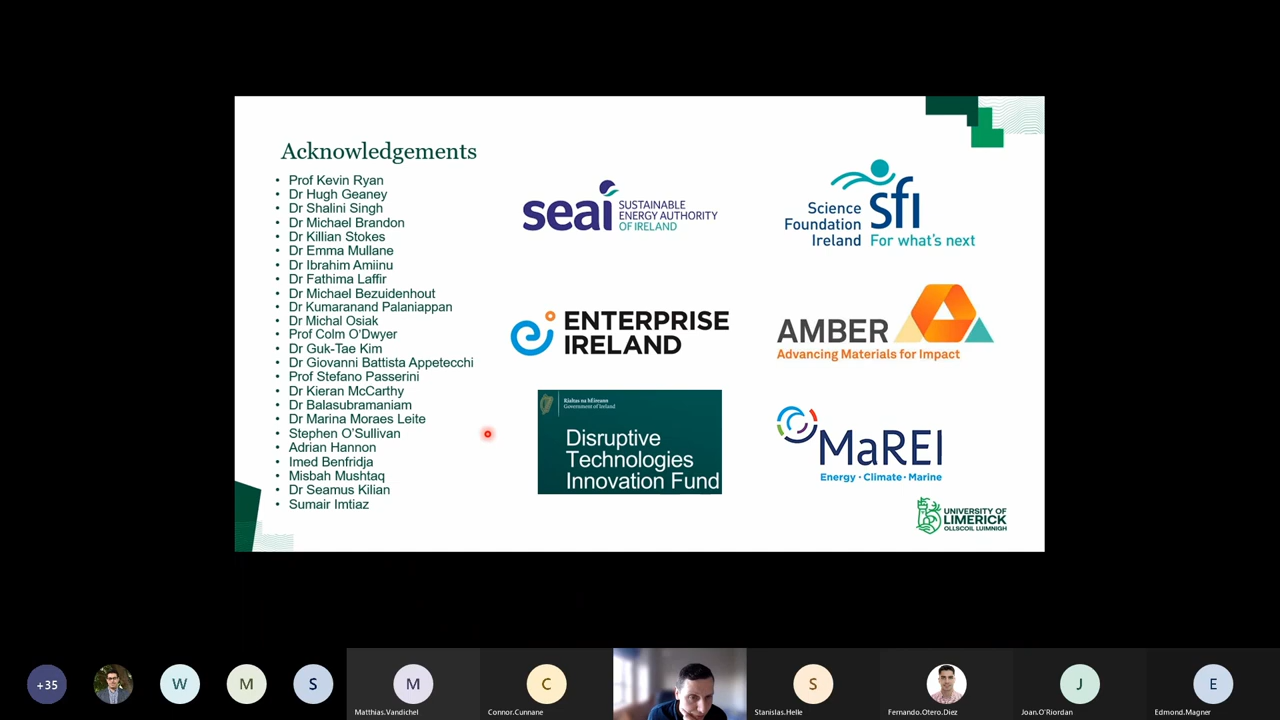 Acknowledgements
• Prof Kevin Ryan
• Dr Hugh Geaney
• Dr Shalini Singh
• Dr Michael Brandon
• Dr Killian Stokes
• Dr Emma Mullane
• Dr Ibrahim Amiinu
• Dr Fathima Laffir
• Dr Michael Bezuidenhout
• Dr Kumaranand Palaniappan
• Dr Michal Osiak
• Prof Colm O'Dwyer
• Dr Guk-Tae Kim
• Dr Giovanni Battista Appetecchi
• Prof Stefano Passerini
• Dr Kieran McCarthy
• Dr Balasubramaniam
• Dr Marina Moraes Leite
• Stephen O'Sullivan
• Adrian Hannon
• Imed Benfridja
• Misbah Mushtaq
• Dr Seamus Kilian
• Sumair Imtiaz
seai
SUSTAINABLE
ENERGY AUTHORITY
OF IRELAND
Science
Foundation
Ireland
sfi
For what's next
ENTERPRISE
IRELAND
AMBER
Advancing Materials for Impact
Rialtas na hÉireann
Government of Ireland
Disruptive
Technologies
Innovation Fund
MaREI
Energy · Climate · Marine
UNIVERSITY OF
LIMERICK
OLLSCOIL LUIMNIGH
+35
W
M
S
M
Matthias.Vandichel
C
Connor.Cunnane
S
Stanislas.Helle
Fernando.Otero.Diez
J
Joan.O'Riordan
E
Edmond.Magner